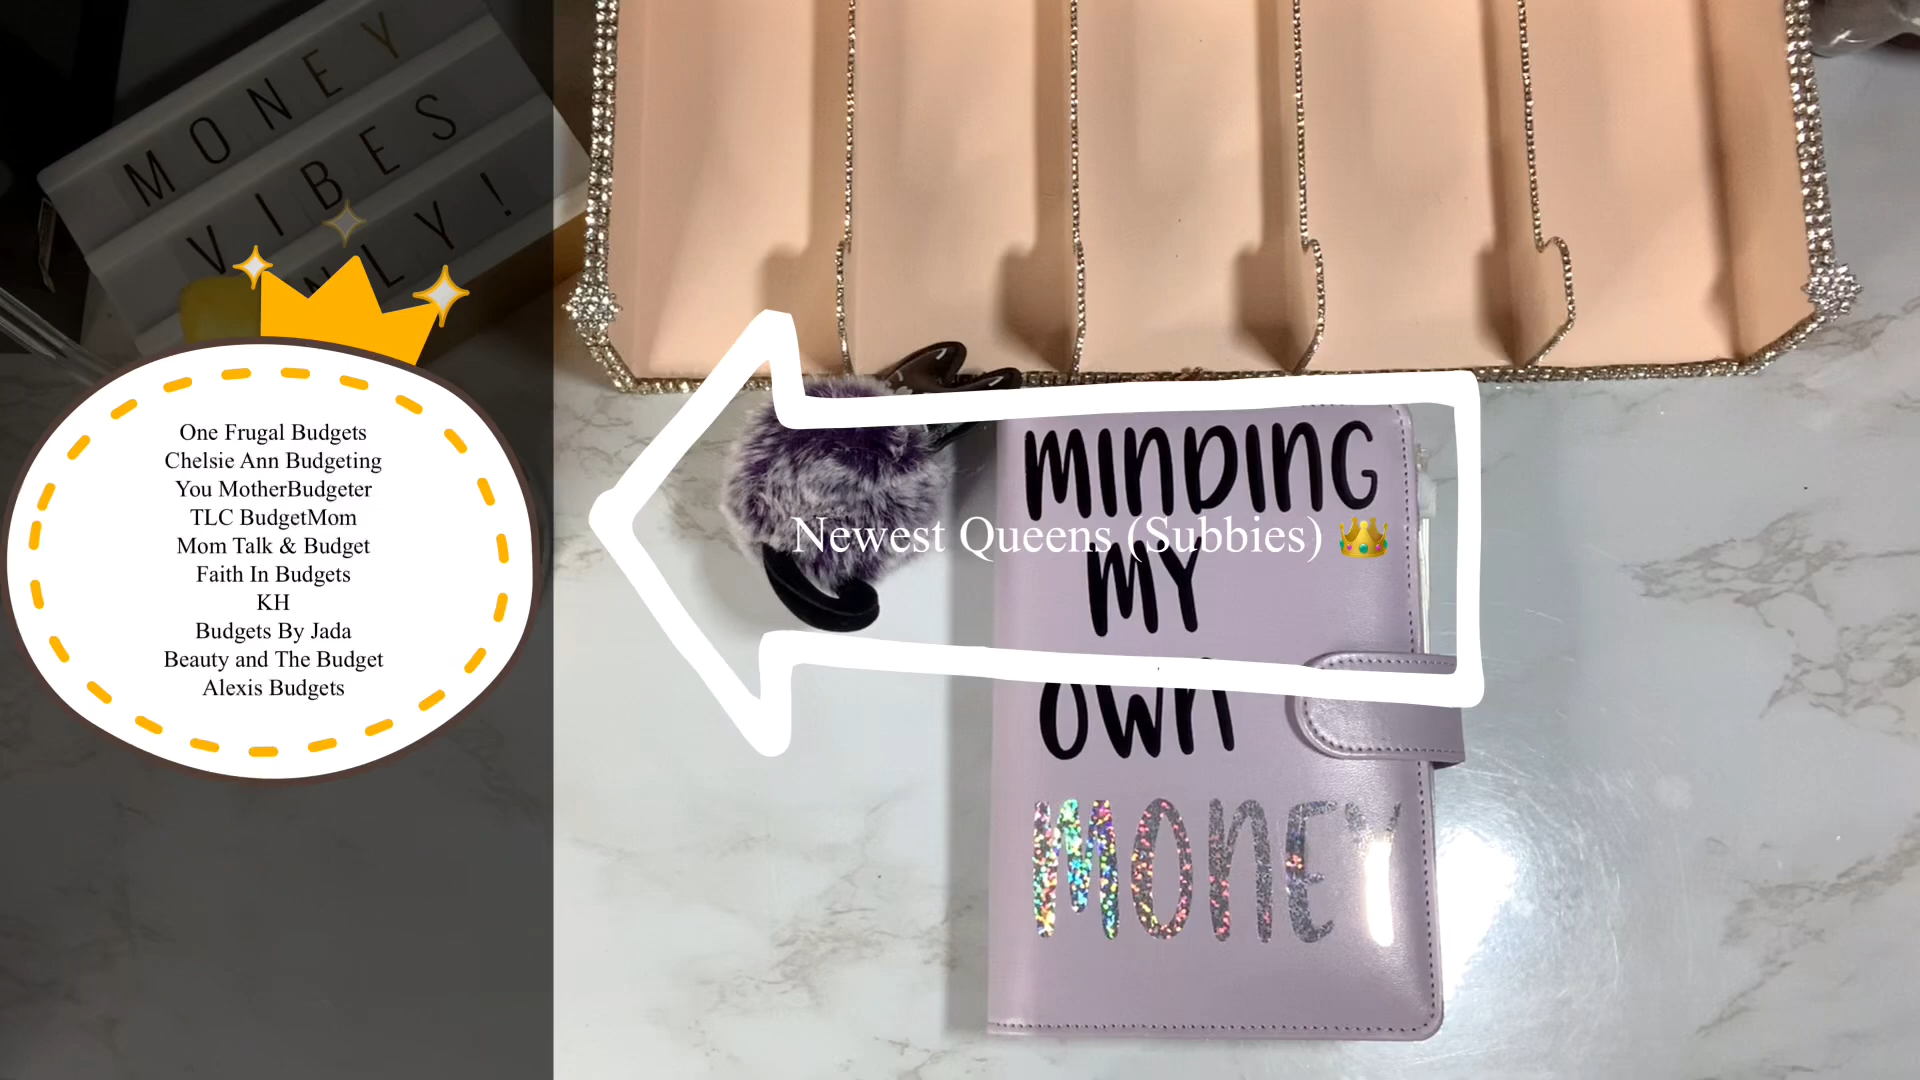 MONEY
VIBES
NLY!
One Frugal Budgets
Chelsie Ann Budgeting
You MotherBudgeter
TLC BudgetMom
Mom Talk & Budget
Faith In Budgets
KH
Budgets By Jada
Beauty and The Budget
Alexis Budgets
Newest Queens (Subbies) 👑
MINDING
MY
OWN
MONEY